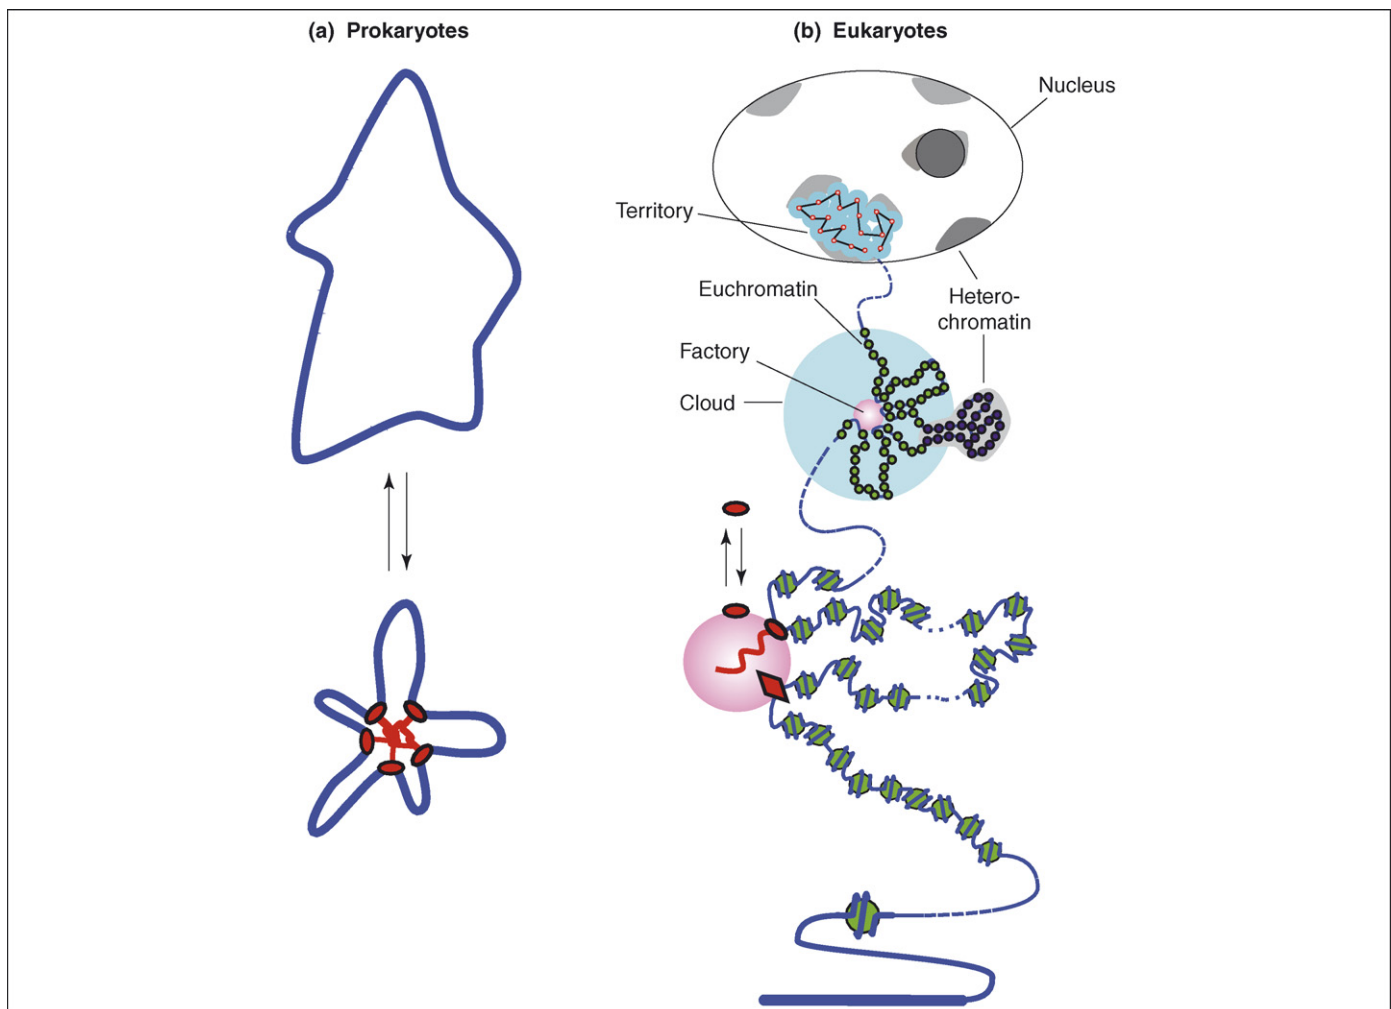 (a) Prokaryotes
(b) Eukaryotes
Nucleus
Territory
Euchromatin
Hetero-
chromatin
Factory
Cloud